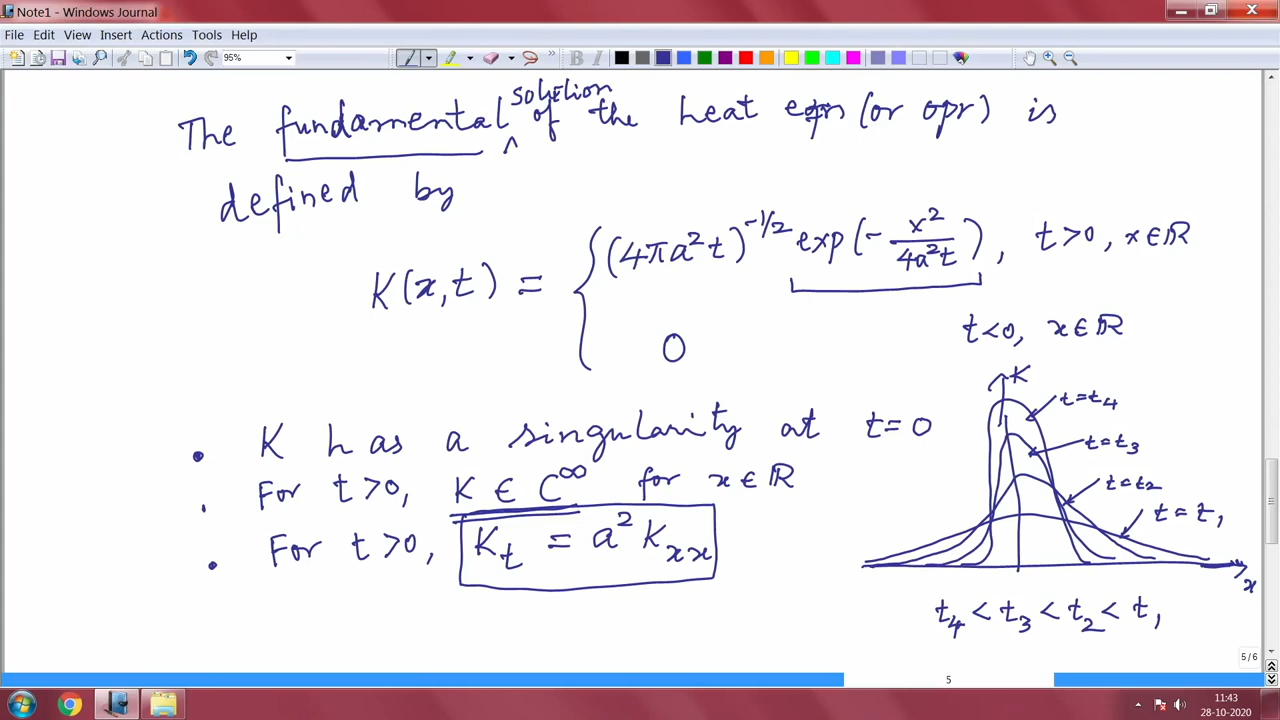 Note1 - Windows Journal
File Edit View Insert Actions Tools Help
95%
B I
solution
The fundamental ^ of the heat eqn (or opr) is
defined by
K(x,t) = { (4πa²t)^{-1/2} exp(- x²/4a²t), t>0, x∈ℝ
0 t<0, x∈ℝ
• K has a singularity at t=0
• For t>0, K ∈ C^∞ for x∈ℝ
• For t>0, K_t = a² K_xx
K
t=t₄
t=t₃
t=t₂
t=t₁
x
t₄ < t₃ < t₂ < t₁
5/6
5
11:43
28-10-2020